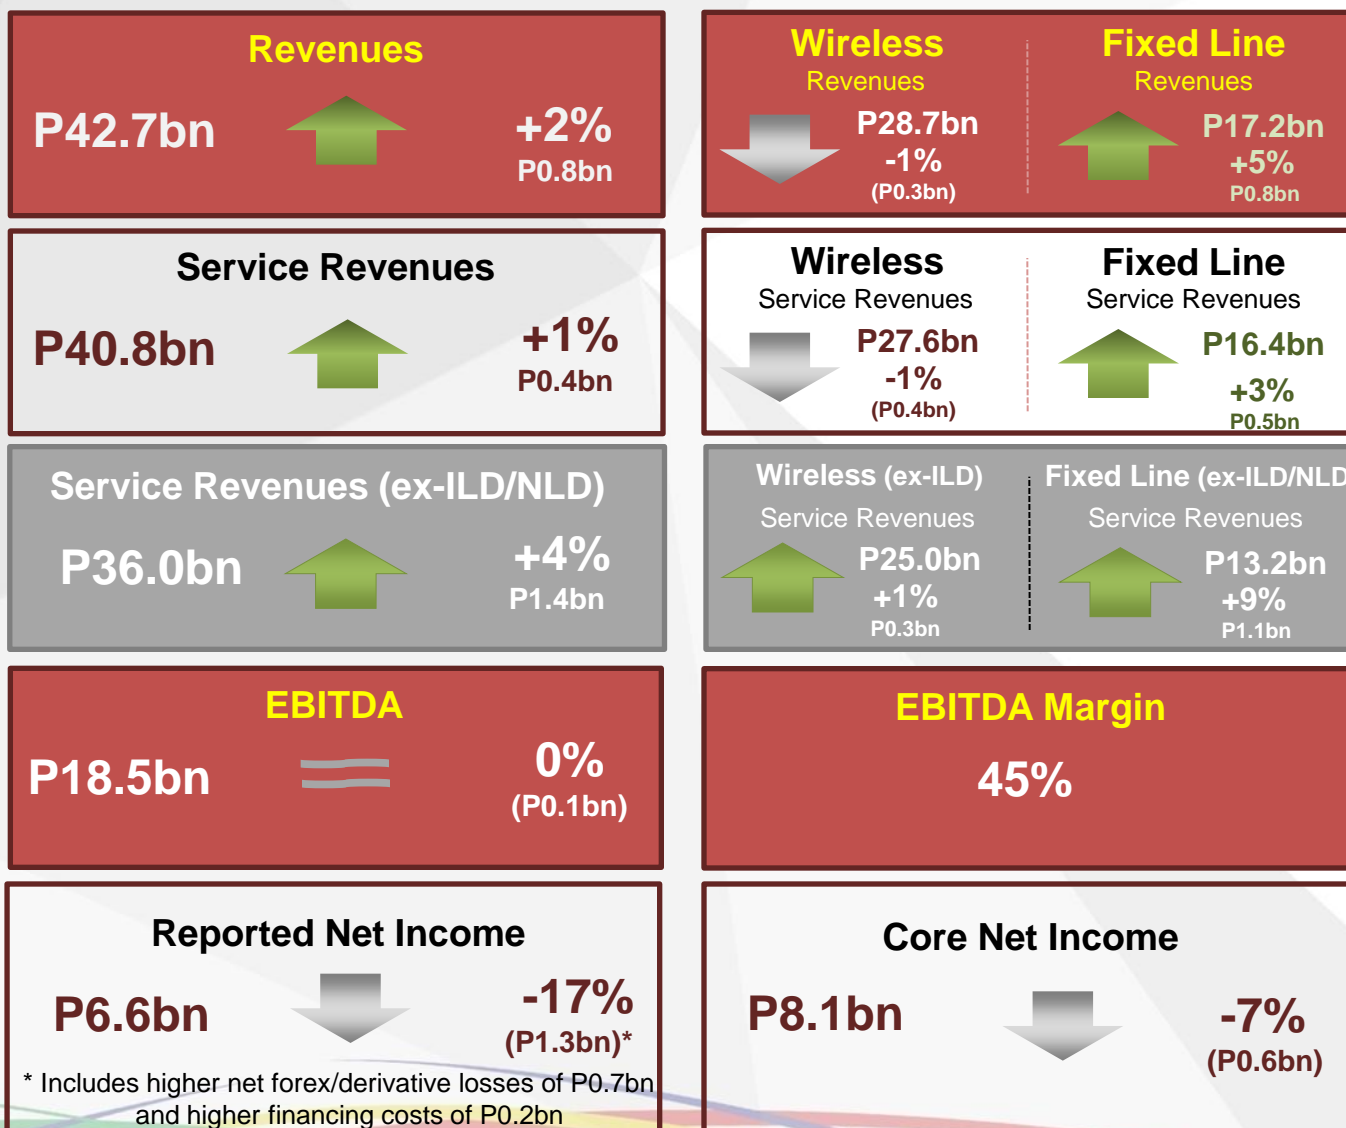 Revenues
P42.7bn
+2%
P0.8bn
Wireless
Revenues
P28.7bn
-1%
(P0.3bn)
Fixed Line
Revenues
P17.2bn
+5%
P0.8bn
Service Revenues
P40.8bn
+1%
P0.4bn
Wireless
Service Revenues
P27.6bn
-1%
(P0.4bn)
Fixed Line
Service Revenues
P16.4bn
+3%
P0.5bn
Service Revenues (ex-ILD/NLD)
P36.0bn
+4%
P1.4bn
Wireless (ex-ILD)
Service Revenues
P25.0bn
+1%
P0.3bn
Fixed Line (ex-ILD/NLD
Service Revenues
P13.2bn
+9%
P1.1bn
EBITDA
P18.5bn
0%
(P0.1bn)
EBITDA Margin
45%
Reported Net Income
P6.6bn
-17%
(P1.3bn)*
* Includes higher net forex/derivative losses of P0.7bn
and higher financing costs of P0.2bn
Core Net Income
P8.1bn
-7%
(P0.6bn)